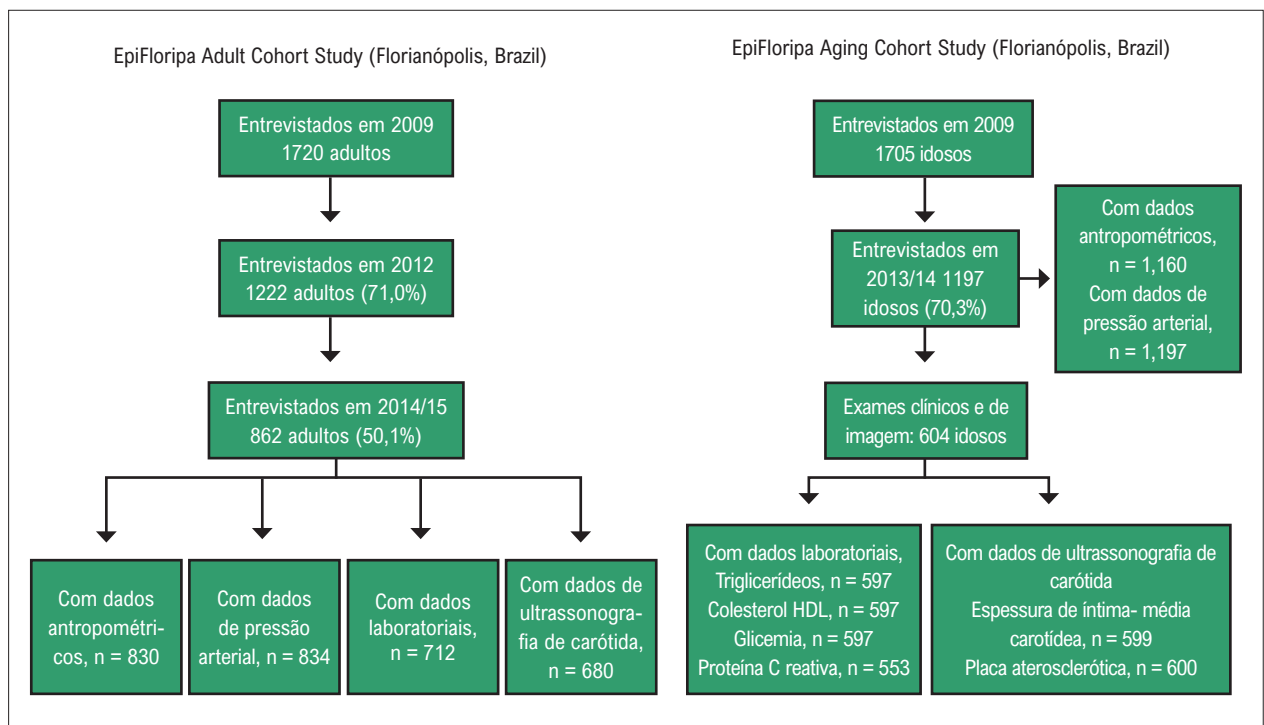 EpiFloripa Adult Cohort Study (Florianópolis, Brazil)
Entrevistados em 2009
1720 adultos
Entrevistados em 2012
1222 adultos (71,0%)
Entrevistados em 2014/15
862 adultos (50,1%)
Com dados
antropométri-
cos, n = 830
Com dados
de pressão
arterial, n = 834
Com dados
laboratoriais,
n = 712
Com dados de
ultrassonogra-
fia de carótida,
n = 680
EpiFloripa Aging Cohort Study (Florianópolis, Brazil)
Entrevistados em 2009
1705 idosos
Entrevistados em
2013/14 1197
idosos (70,3%)
Com dados
antropométricos,
n = 1,160
Com dados de
pressão arterial,
n = 1,197
Exames clínicos e de
imagem: 604 idosos
Com dados laboratoriais,
Triglicerídeos, n = 597
Colesterol HDL, n = 597
Glicemia, n = 597
Proteína C reativa, n = 553
Com dados de ultrassonografia de
carótida
Espessura de íntima- média
carotídea, n = 599
Placa aterosclerótica, n = 600